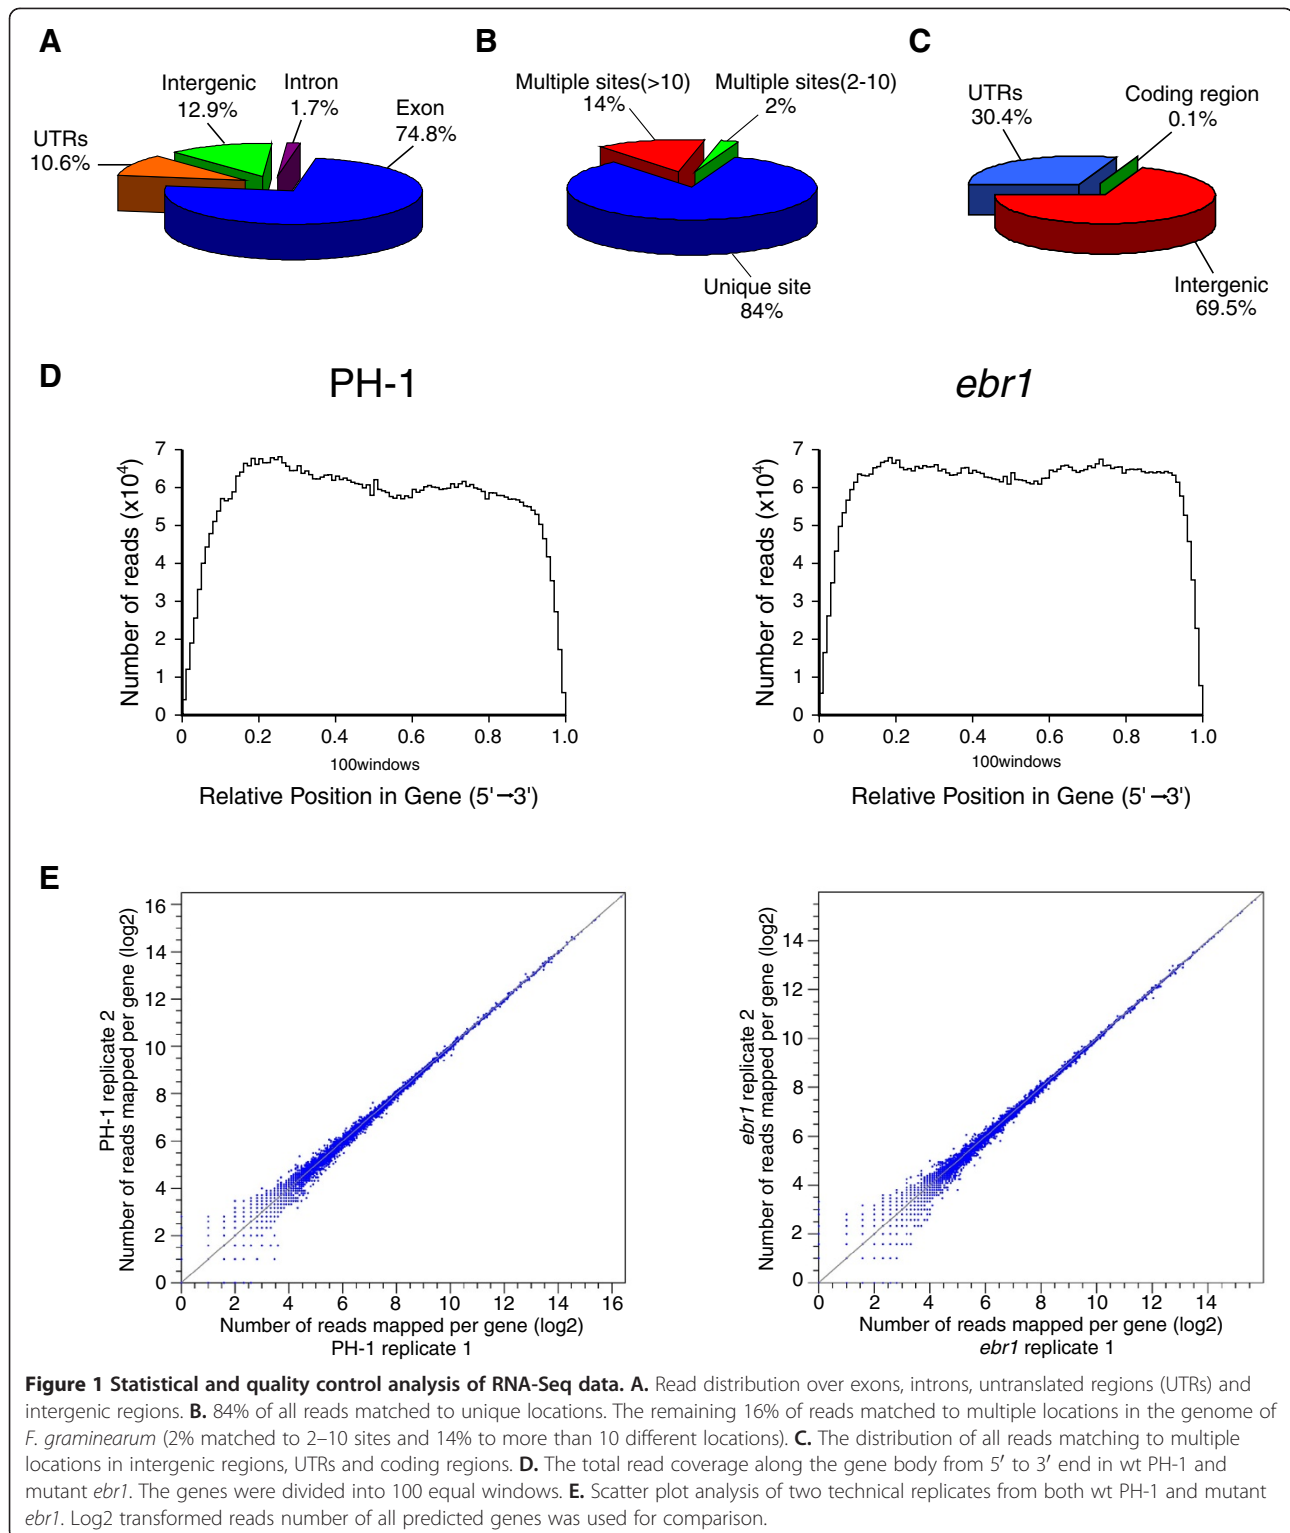 A
Intergenic
12.9%
Intron
1.7%
Exon
74.8%
UTRs
10.6%
B
Multiple sites(>10)
14%
Multiple sites(2-10)
2%
Unique site
84%
C
UTRs
30.4%
Coding region
0.1%
Intergenic
69.5%
D
PH-1
Number of reads (x10⁴)
7
6
5
4
3
2
1
0
0 0.2 0.4 0.6 0.8 1.0
100windows
Relative Position in Gene (5'→3')
ebr1
Number of reads (x10⁴)
7
6
5
4
3
2
1
0
0 0.2 0.4 0.6 0.8 1.0
100windows
Relative Position in Gene (5'→3')
E
PH-1 replicate 2
Number of reads mapped per gene (log2)
16
14
12
10
8
6
4
2
0
0 2 4 6 8 10 12 14 16
Number of reads mapped per gene (log2)
PH-1 replicate 1
ebr1 replicate 2
Number of reads mapped per gene (log2)
14
12
10
8
6
4
2
0
0 2 4 6 8 10 12 14
Number of reads mapped per gene (log2)
ebr1 replicate 1
Figure 1 Statistical and quality control analysis of RNA-Seq data. A. Read distribution over exons, introns, untranslated regions (UTRs) and
intergenic regions. B. 84% of all reads matched to unique locations. The remaining 16% of reads matched to multiple locations in the genome of
F. graminearum (2% matched to 2–10 sites and 14% to more than 10 different locations). C. The distribution of all reads matching to multiple
locations in intergenic regions, UTRs and coding regions. D. The total read coverage along the gene body from 5′ to 3′ end in wt PH-1 and
mutant ebr1. The genes were divided into 100 equal windows. E. Scatter plot analysis of two technical replicates from both wt PH-1 and mutant
ebr1. Log2 transformed reads number of all predicted genes was used for comparison.